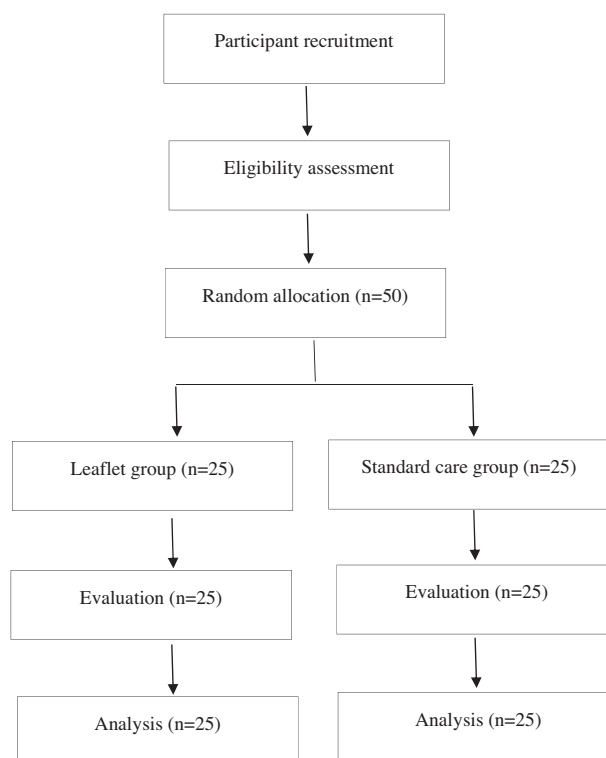 Participant recruitment
Eligibility assessment
Random allocation (n=50)
Leaflet group (n=25)
Standard care group (n=25)
Evaluation (n=25)
Evaluation (n=25)
Analysis (n=25)
Analysis (n=25)